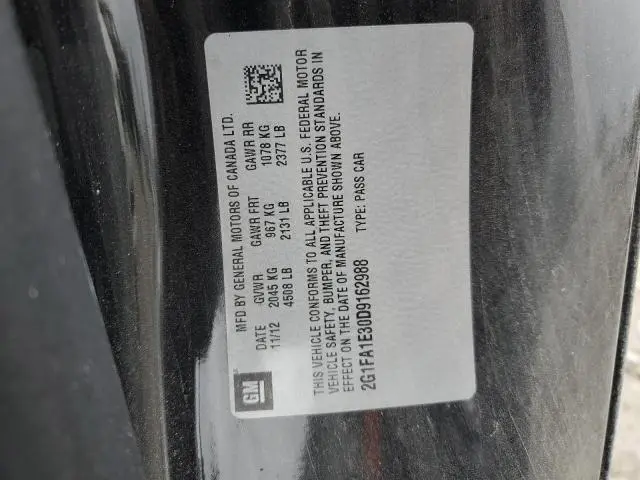 GM
MFD BY GENERAL MOTORS OF CANADA LTD.
DATE GVWR GAWR FRT GAWR RR
11/12 2045 KG 967 KG 1078 KG
4508 LB 2131 LB 2377 LB
THIS VEHICLE CONFORMS TO ALL APPLICABLE U.S. FEDERAL MOTOR
VEHICLE SAFETY, BUMPER, AND THEFT PREVENTION STANDARDS IN
EFFECT ON THE DATE OF MANUFACTURE SHOWN ABOVE.
2G1FA1E30D9162988 TYPE: PASS CAR